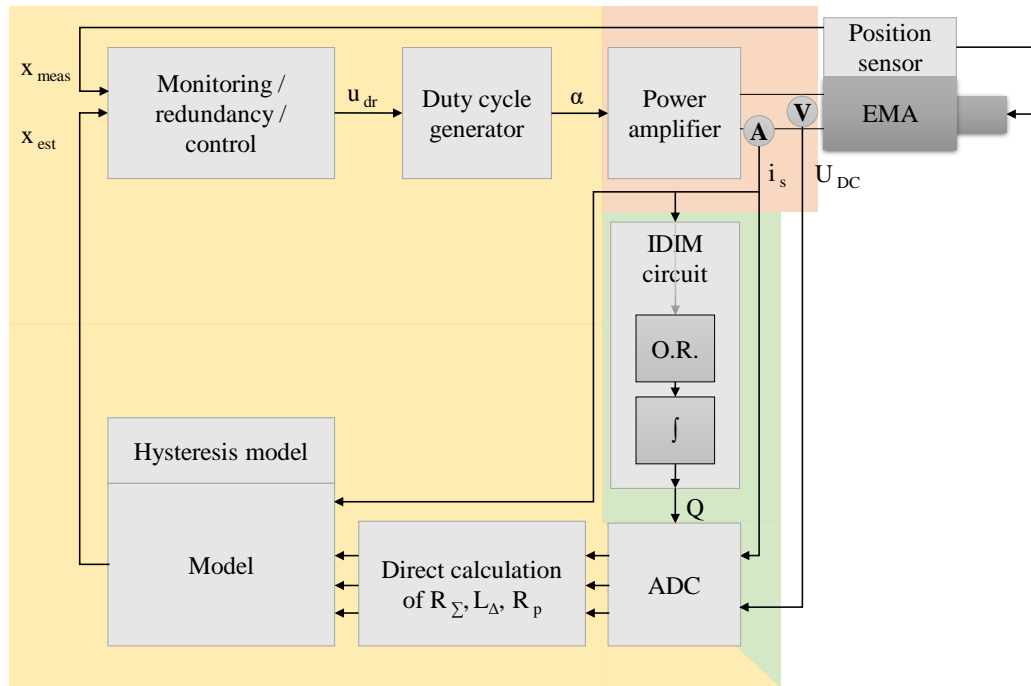 Position
sensor
x meas
Monitoring /
redundancy /
control
u dr
Duty cycle
generator
α
Power
amplifier
V
EMA
A
x est
i s
U DC
IDIM
circuit
O.R.
∫
Hysteresis model
Q
Model
Direct calculation
of R Σ, L Δ, R p
ADC